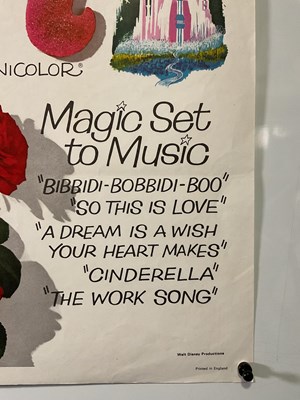 NICOLOR®
Magic Set
to Music
"BIBBIDI-BOBBIDI-BOO"
"SO THIS IS LOVE"
"A DREAM IS A WISH
YOUR HEART MAKES"
"CINDERELLA"
"THE WORK SONG"
Walt Disney Productions
Printed in England